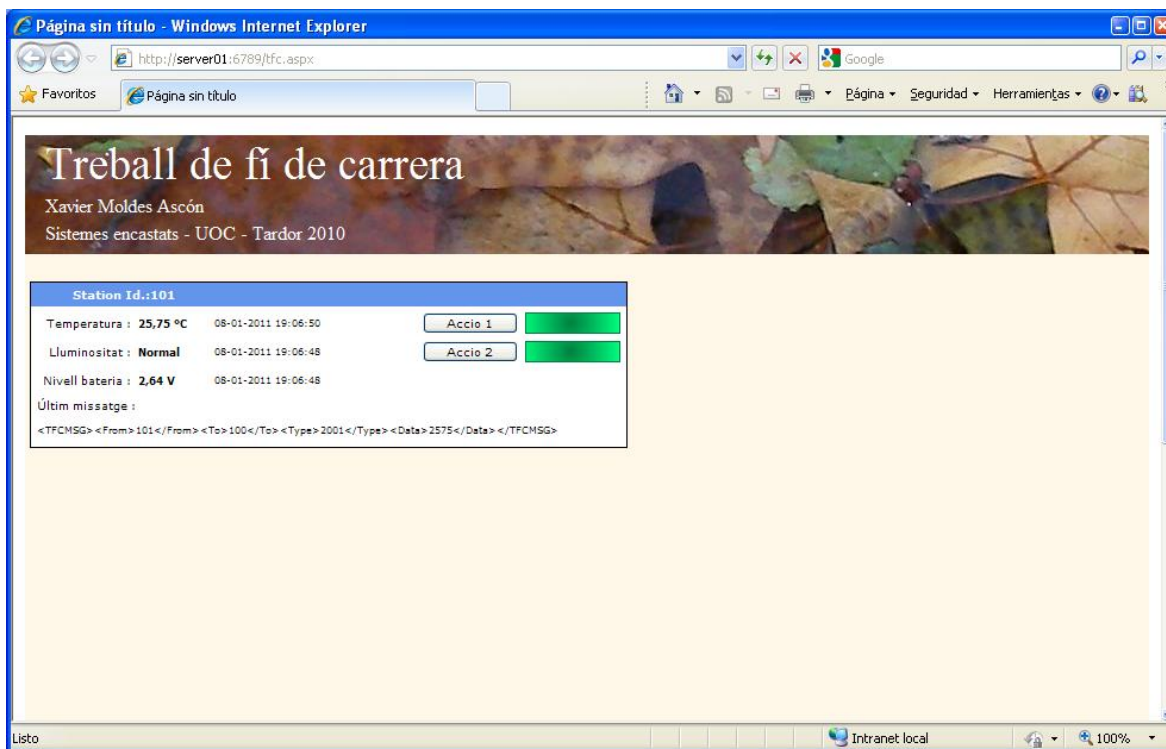 Página sin título - Windows Internet Explorer
http://server01:6789/tfc.aspx
Google
Favoritos
Página sin título
Página
Seguridad
Herramientas
Treball de fí de carrera
Xavier Moldes Ascón
Sistemes encastats - UOC - Tardor 2010
Station Id.:101
Temperatura : 25,75 ºC 08-01-2011 19:06:50 Accio 1
Lluminositat : Normal 08-01-2011 19:06:48 Accio 2
Nivell bateria : 2,64 V 08-01-2011 19:06:48
Últim missatge :
<TFCMSG><From>101</From><To>100</To><Type>2001</Type><Data>2575</Data></TFCMSG>
Listo
Intranet local
100%